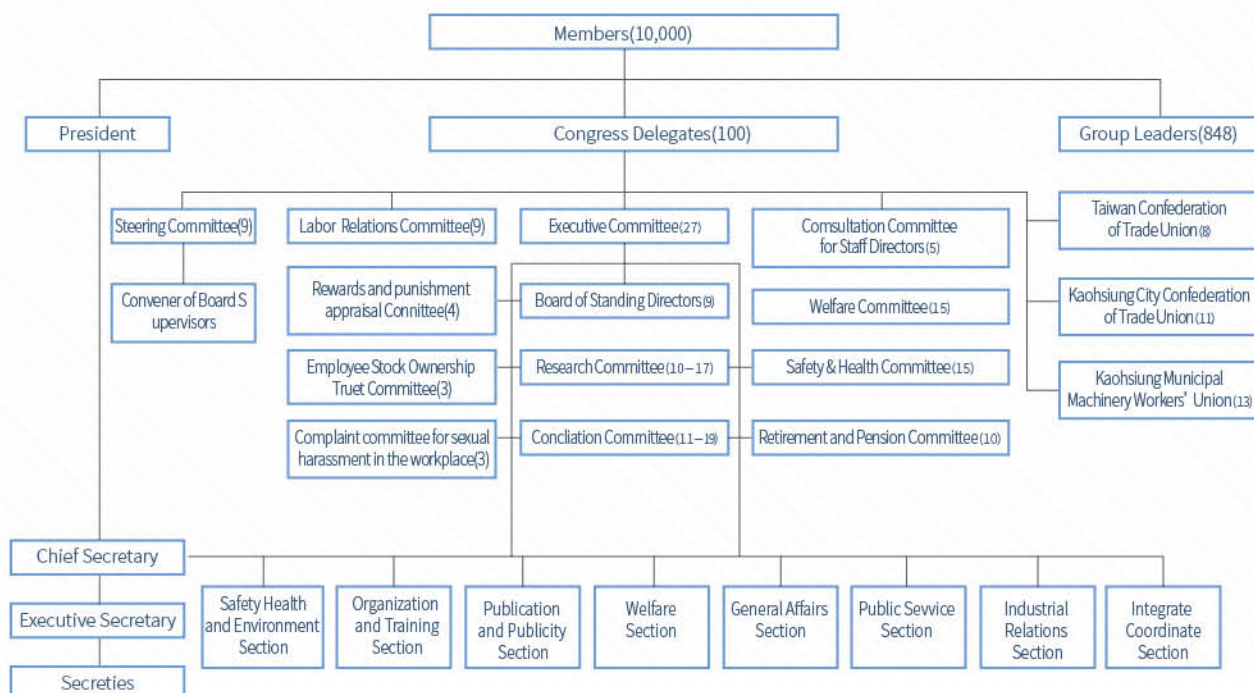 Members(10,000)
President
Congress Delegates(100)
Group Leaders(848)
Steering Committee(9)
Labor Relations Committee(9)
Executive Committee(27)
Comsultation Committee
for Staff Directors(5)
Taiwan Confederation
of Trade Union(8)
Convener of Board S
upervisors
Rewards and punishment
appraisal Conittee(4)
Board of Standing Directors(9)
Welfare Committee(15)
Kaohsiung City Confederation
of Trade Union(11)
Employee Stock Ownership
Truet Committee(3)
Research Committee(10–17)
Safety & Health Committee(15)
Kaohsiung Municipal
Machinery Workers' Union(13)
Complaint committee for sexual
harassment in the workplace(3)
Concliation Committee(11–19)
Retirement and Pension Committee(10)
Chief Secretary
Executive Secretary
Secreties
Safety Health
and Environment
Section
Organization
and Training
Section
Publication
and Publicity
Section
Welfare
Section
General Affairs
Section
Public Sevvice
Section
Industrial
Relations
Section
Integrate
Coordinate
Section